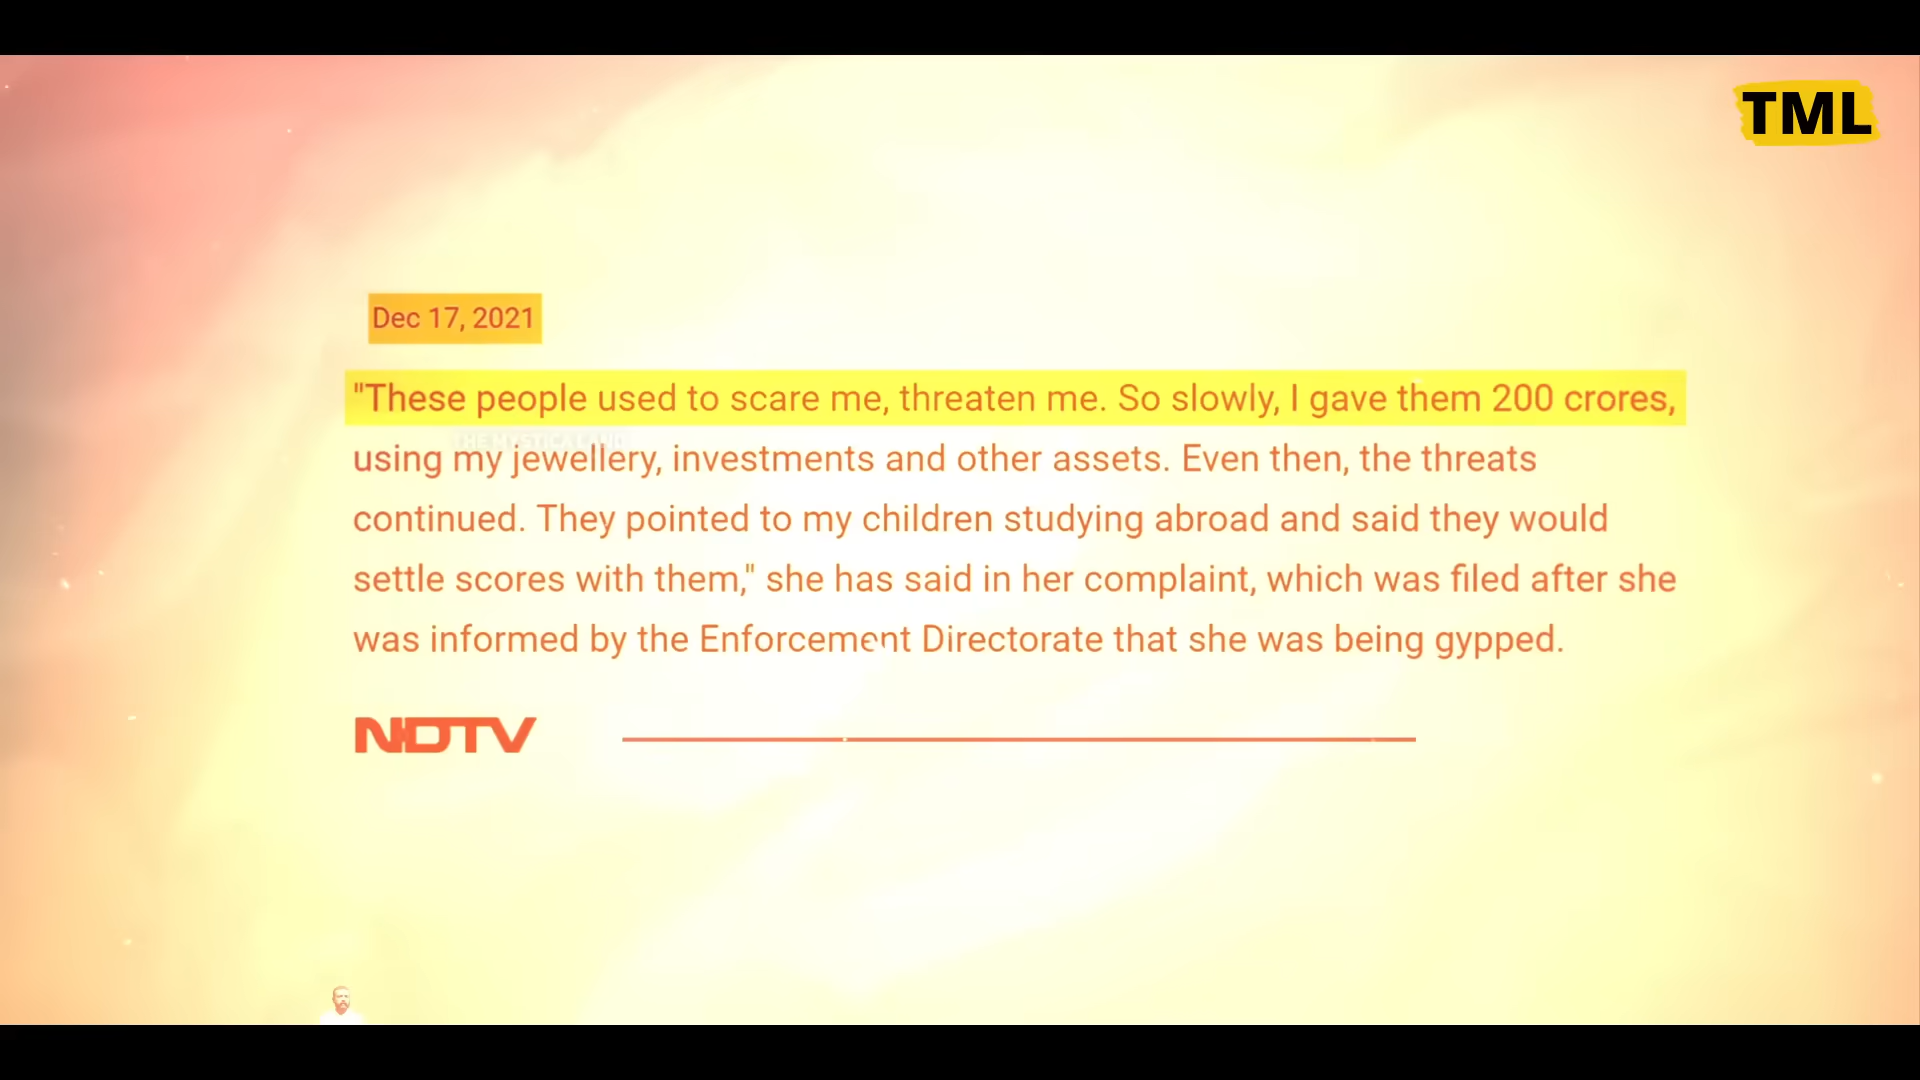 TML
Dec 17, 2021
"These people used to scare me, threaten me. So slowly, I gave them 200 crores,
THE MYSTICA LAND
using my jewellery, investments and other assets. Even then, the threats
continued. They pointed to my children studying abroad and said they would
settle scores with them," she has said in her complaint, which was filed after she
was informed by the Enforcement Directorate that she was being gypped.
NDTV